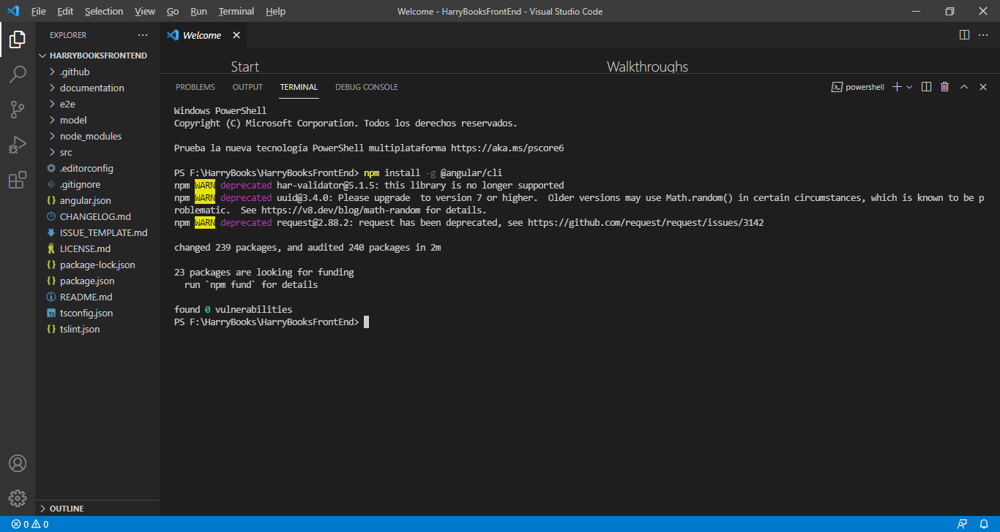 File Edit Selection View Go Run Terminal Help
Welcome - HarryBooksFrontEnd - Visual Studio Code
EXPLORER
HARRYBOOKSFRONTEND
.github
documentation
e2e
model
node_modules
src
.editorconfig
.gitignore
angular.json
CHANGELOG.md
ISSUE_TEMPLATE.md
LICENSE.md
package-lock.json
package.json
README.md
tsconfig.json
tslint.json
OUTLINE
Welcome
Start
Walkthroughs
PROBLEMS OUTPUT TERMINAL DEBUG CONSOLE
powershell
Windows PowerShell
Copyright (C) Microsoft Corporation. Todos los derechos reservados.
Prueba la nueva tecnología PowerShell multiplataforma https://aka.ms/pscore6
PS F:\HarryBooks\HarryBooksFrontEnd> npm install -g @angular/cli
npm WARN deprecated har-validator@5.1.5: this library is no longer supported
npm WARN deprecated uuid@3.4.0: Please upgrade  to version 7 or higher.  Older versions may use Math.random() in certain circumstances, which is known to be p
roblematic.  See https://v8.dev/blog/math-random for details.
npm WARN deprecated request@2.88.2: request has been deprecated, see https://github.com/request/request/issues/3142
changed 239 packages, and audited 240 packages in 2m
23 packages are looking for funding
run `npm fund` for details
found 0 vulnerabilities
PS F:\HarryBooks\HarryBooksFrontEnd>
0 0